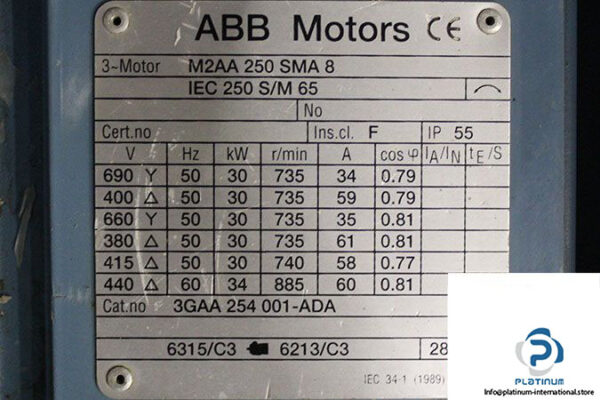 ABB Motors CE
3~Motor M2AA 250 SMA 8
IEC 250 S/M 65
No
Cert.no Ins.cl. F IP 55
V Hz kW r/min A cos φ IA/IN tE/S
690 Y 50 30 735 34 0.79
400 Δ 50 30 735 59 0.79
660 Y 50 30 735 35 0.81
380 Δ 50 30 735 61 0.81
415 Δ 50 30 740 58 0.77
440 Δ 60 34 885 60 0.81
Cat.no 3GAA 254 001-ADA
6315/C3 6213/C3 28
IEC 34-1 (1989)
PLATINUM
Info@platinum-international.store